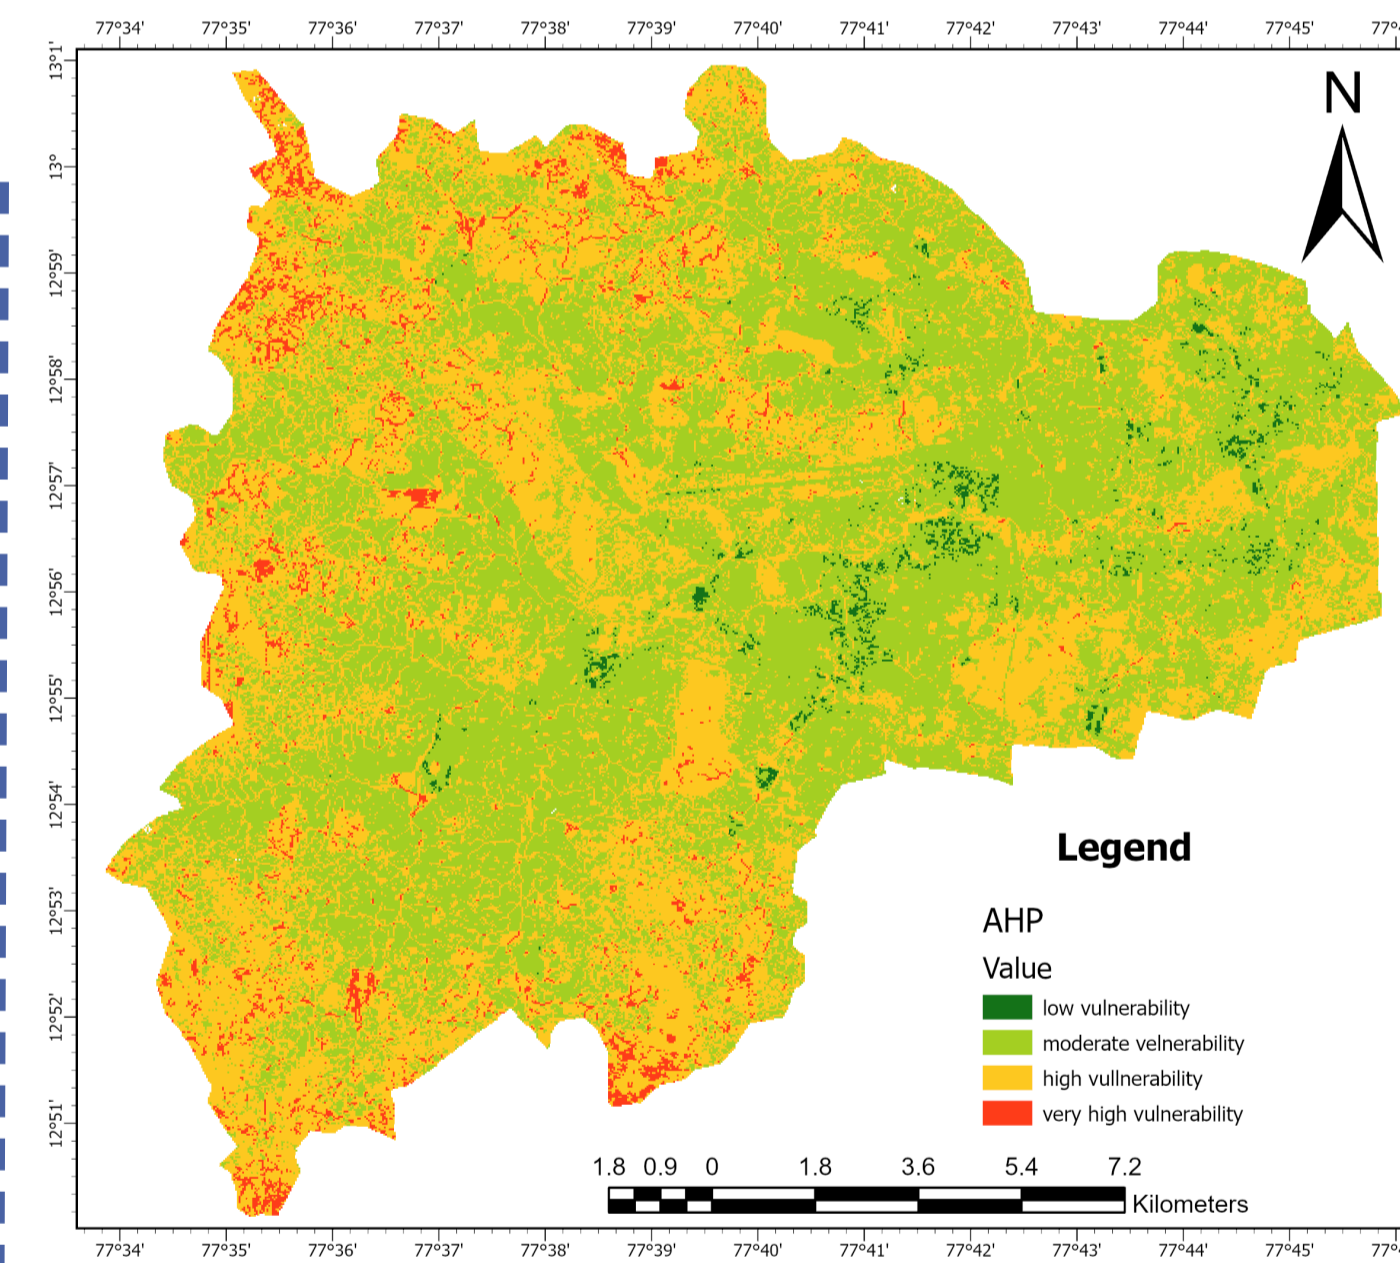 77°34' 77°35' 77°36' 77°37' 77°38' 77°39' 77°40' 77°41' 77°42' 77°43' 77°44' 77°45'
13°1'
13°
12°59'
12°58'
12°57'
12°56'
12°55'
12°54'
12°53'
12°52'
12°51'
N
Legend
AHP
Value
low vulnerability
moderate velnerability
high vullnerability
very high vulnerability
1.8 0.9 0 1.8 3.6 5.4 7.2
Kilometers
77°34' 77°35' 77°36' 77°37' 77°38' 77°39' 77°40' 77°41' 77°42' 77°43' 77°44' 77°45'